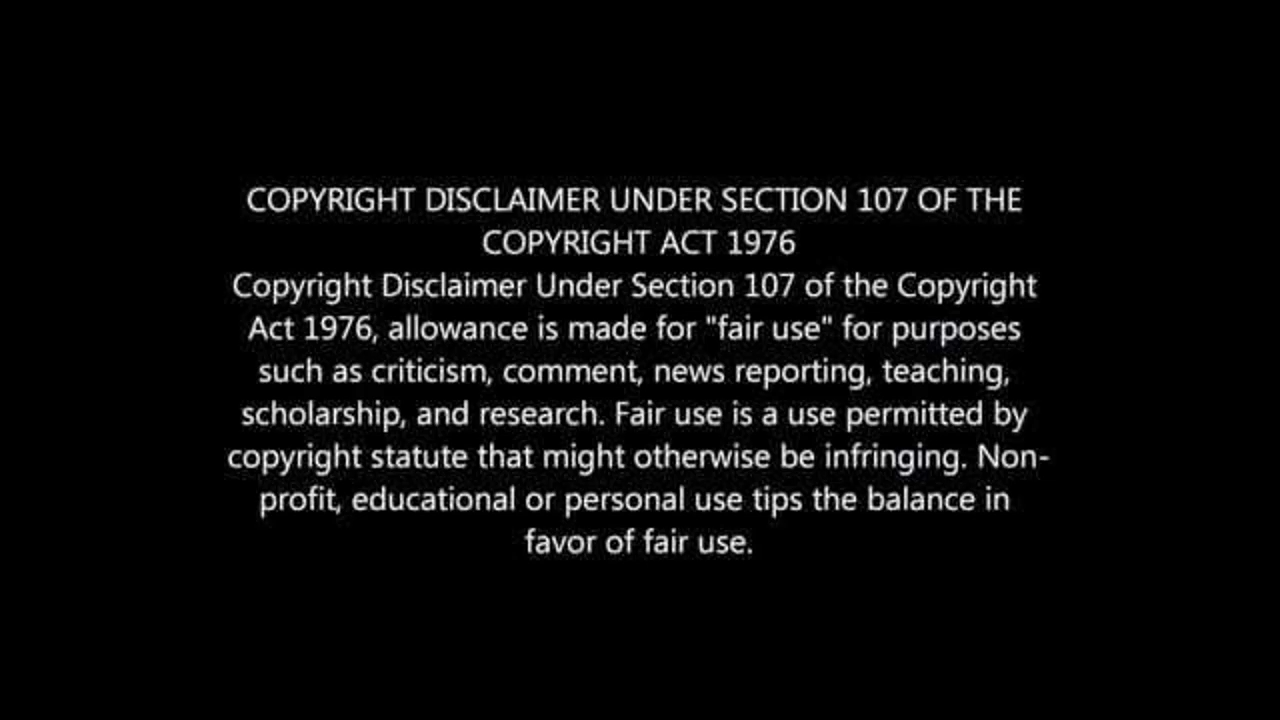 COPYRIGHT DISCLAIMER UNDER SECTION 107 OF THE
COPYRIGHT ACT 1976
Copyright Disclaimer Under Section 107 of the Copyright
Act 1976, allowance is made for "fair use" for purposes
such as criticism, comment, news reporting, teaching,
scholarship, and research. Fair use is a use permitted by
copyright statute that might otherwise be infringing. Non-
profit, educational or personal use tips the balance in
favor of fair use.